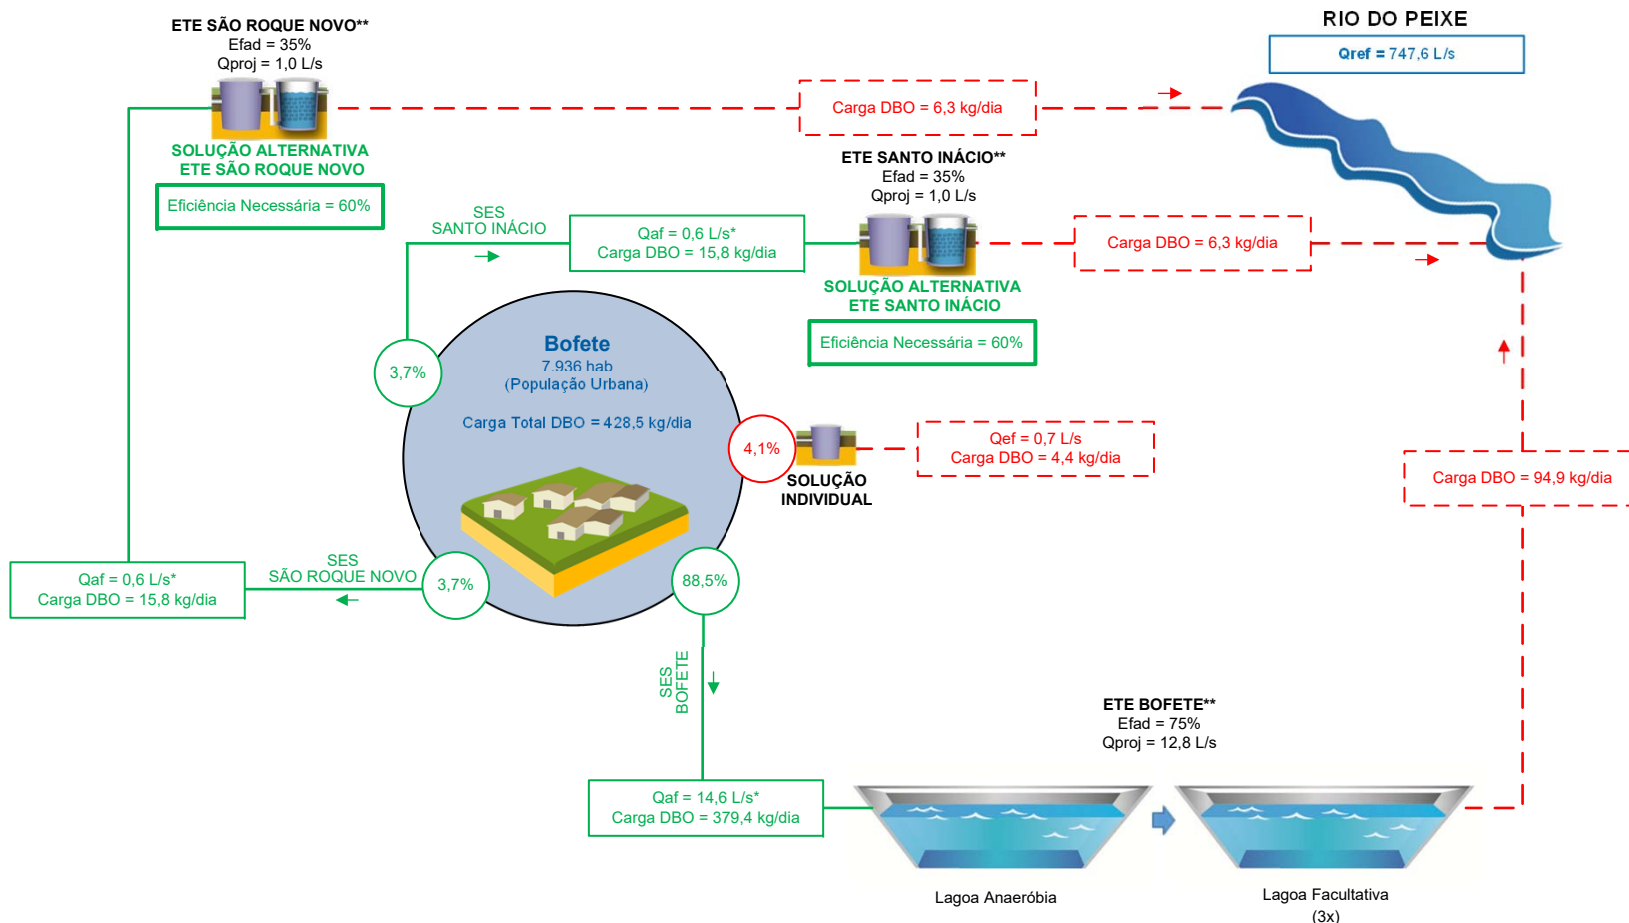 ETE SÃO ROQUE NOVO**
Efad = 35%
Qproj = 1,0 L/s
SOLUÇÃO ALTERNATIVA
ETE SÃO ROQUE NOVO
Eficiência Necessária = 60%
Carga DBO = 6,3 kg/dia
RIO DO PEIXE
Qref = 747,6 L/s
ETE SANTO INÁCIO**
Efad = 35%
Qproj = 1,0 L/s
SES
SANTO INÁCIO
Qaf = 0,6 L/s*
Carga DBO = 15,8 kg/dia
SOLUÇÃO ALTERNATIVA
ETE SANTO INÁCIO
Eficiência Necessária = 60%
Carga DBO = 6,3 kg/dia
3,7%
Bofete
7.936 hab
(População Urbana)
Carga Total DBO = 428,5 kg/dia
4,1%
SOLUÇÃO
INDIVIDUAL
Qef = 0,7 L/s
Carga DBO = 4,4 kg/dia
Carga DBO = 94,9 kg/dia
Qaf = 0,6 L/s*
Carga DBO = 15,8 kg/dia
SES
SÃO ROQUE NOVO
3,7%
88,5%
SES
BOFETE
ETE BOFETE**
Efad = 75%
Qproj = 12,8 L/s
Qaf = 14,6 L/s*
Carga DBO = 379,4 kg/dia
Lagoa Anaeróbia
Lagoa Facultativa
(3x)